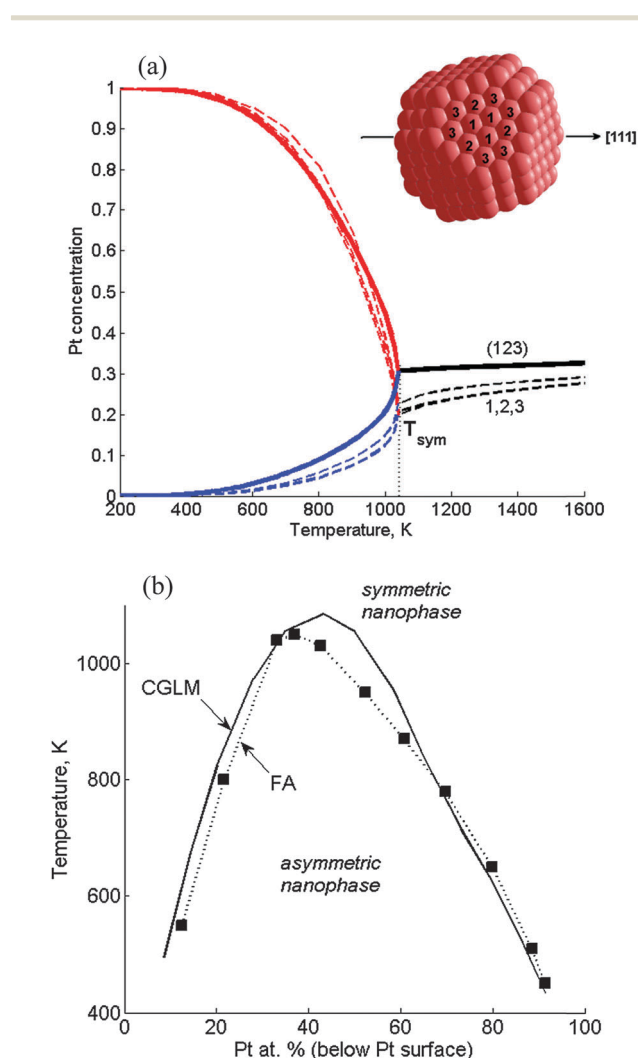 (a)
1
0.9
0.8
0.7
0.6
0.5
0.4
0.3
0.2
0.1
0
Pt concentration
3 2 3
3 1 1 2
2 1 3
3 3
[111]
(123)
1,2,3
Tsym
200 400 600 800 1000 1200 1400 1600
Temperature, K
(b)
symmetric
nanophase
1000
800
600
400
Temperature, K
CGLM
FA
asymmetric
nanophase
0 20 40 60 80 100
Pt at. % (below Pt surface)